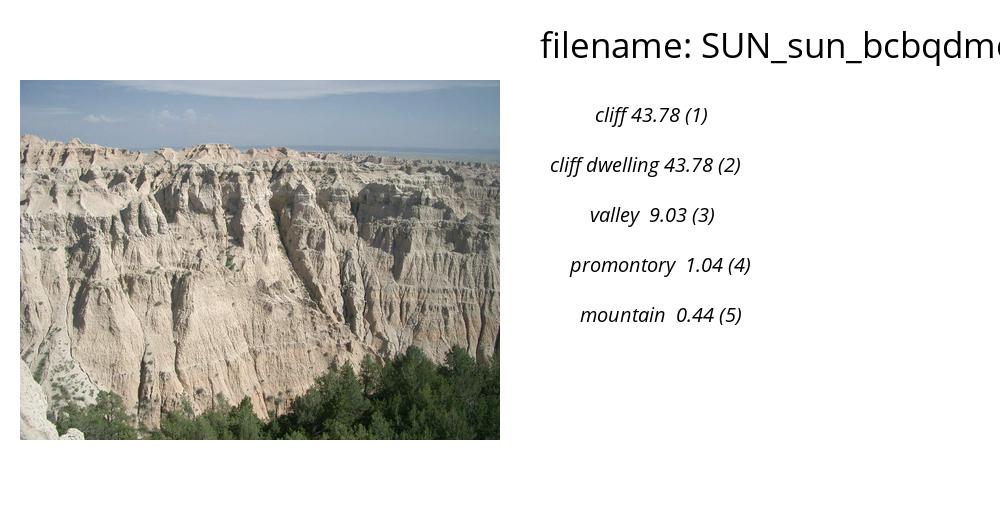 filename: SUN_sun_bcbqdm
cliff 43.78 (1)
cliff dwelling 43.78 (2)
valley 9.03 (3)
promontory 1.04 (4)
mountain 0.44 (5)